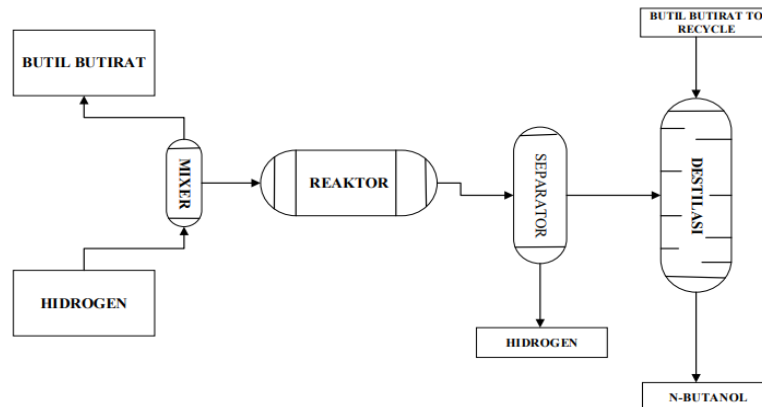 BUTIL BUTIRAT TO
RECYCLE
BUTIL BUTIRAT
MIXER
REAKTOR
SEPARATOR
DESTILASI
HIDROGEN
HIDROGEN
N-BUTANOL